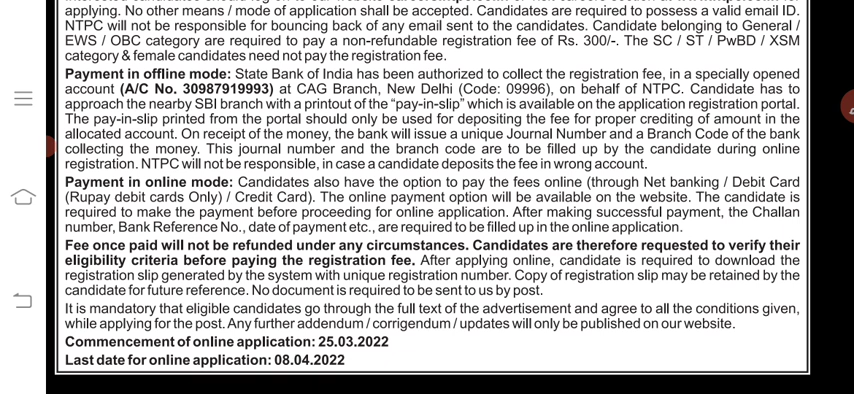 applying. No other means / mode of application shall be accepted. Candidates are required to possess a valid email ID.
NTPC will not be responsible for bouncing back of any email sent to the candidates. Candidate belonging to General /
EWS / OBC category are required to pay a non-refundable registration fee of Rs. 300/-. The SC / ST / PwBD / XSM
category & female candidates need not pay the registration fee.
Payment in offline mode: State Bank of India has been authorized to collect the registration fee, in a specially opened
account (A/C No. 30987919993) at CAG Branch, New Delhi (Code: 09996), on behalf of NTPC. Candidate has to
approach the nearby SBI branch with a printout of the "pay-in-slip" which is available on the application registration portal.
The pay-in-slip printed from the portal should only be used for depositing the fee for proper crediting of amount in the
allocated account. On receipt of the money, the bank will issue a unique Journal Number and a Branch Code of the bank
collecting the money. This journal number and the branch code are to be filled up by the candidate during online
registration. NTPC will not be responsible, in case a candidate deposits the fee in wrong account.
Payment in online mode: Candidates also have the option to pay the fees online (through Net banking / Debit Card
(Rupay debit cards Only) / Credit Card). The online payment option will be available on the website. The candidate is
required to make the payment before proceeding for online application. After making successful payment, the Challan
number, Bank Reference No., date of payment etc., are required to be filled up in the online application.
Fee once paid will not be refunded under any circumstances. Candidates are therefore requested to verify their
eligibility criteria before paying the registration fee. After applying online, candidate is required to download the
registration slip generated by the system with unique registration number. Copy of registration slip may be retained by the
candidate for future reference. No document is required to be sent to us by post.
It is mandatory that eligible candidates go through the full text of the advertisement and agree to all the conditions given,
while applying for the post. Any further addendum / corrigendum / updates will only be published on our website.
Commencement of online application: 25.03.2022
Last date for online application: 08.04.2022